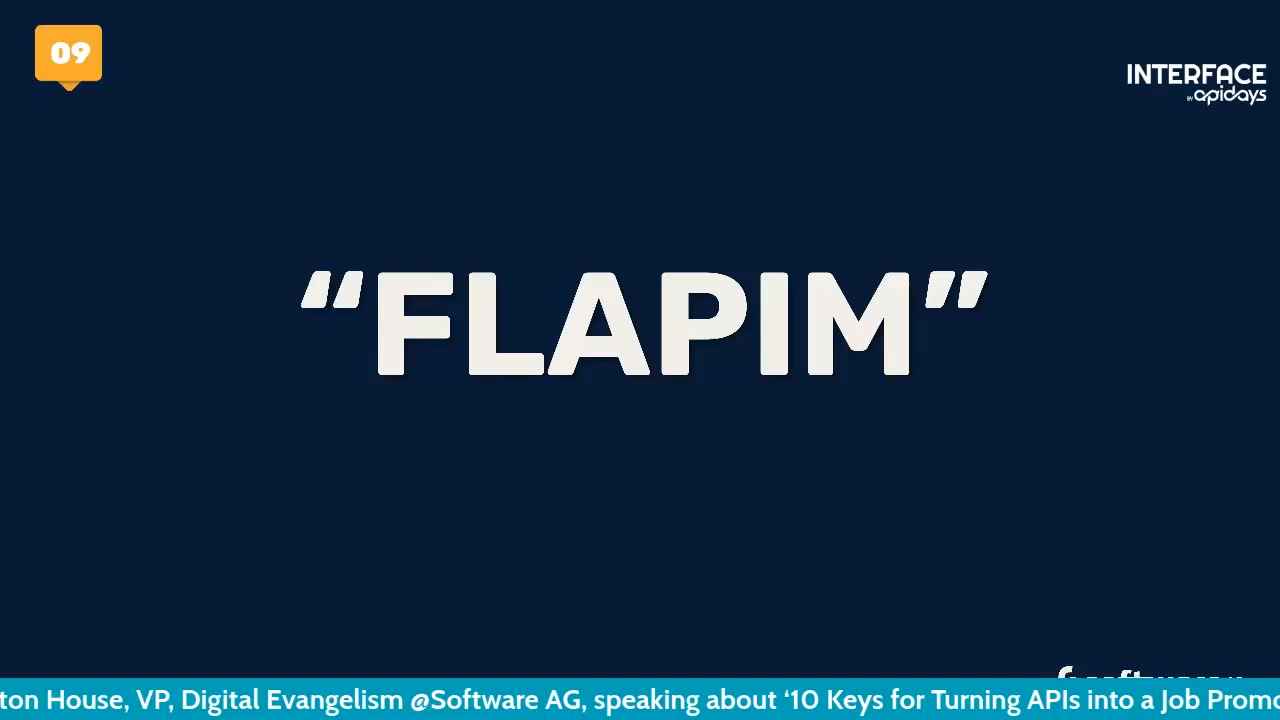 09
INTERFACE
BY apidays
“FLAPIM”
ton House, VP, Digital Evangelism @Software AG, speaking about ‘10 Keys for Turning APIs into a Job Promo